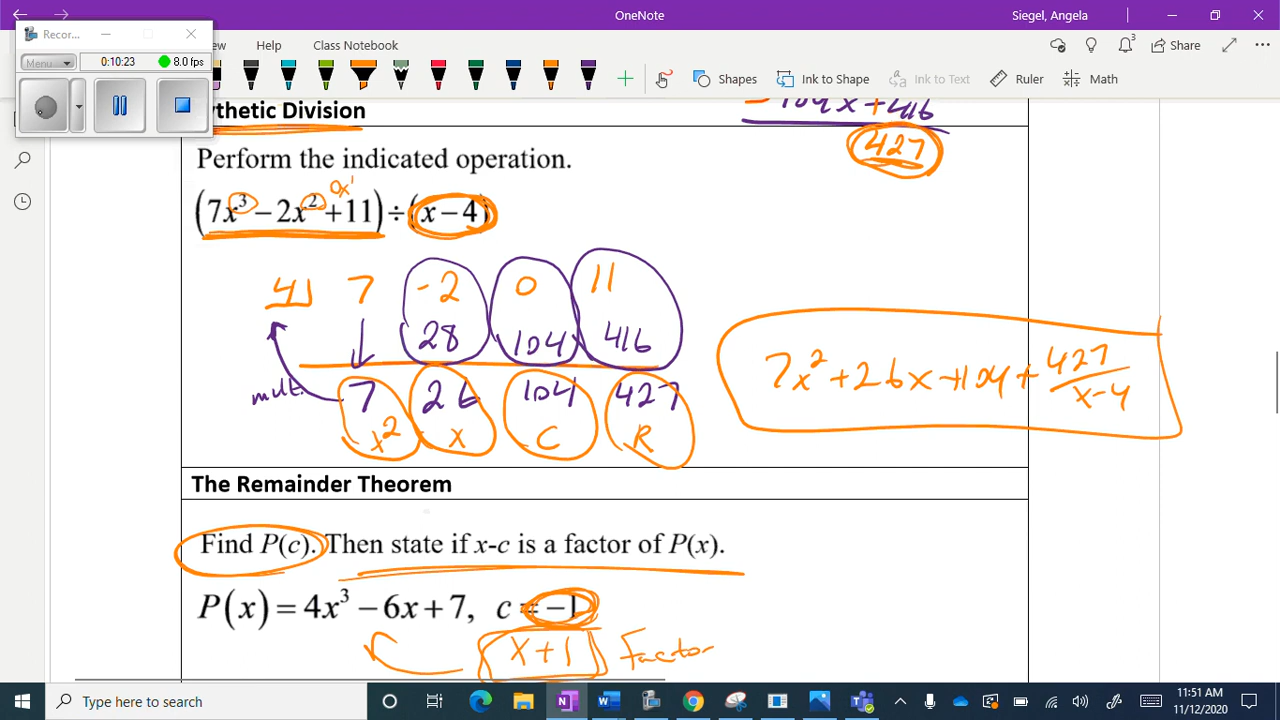 OneNote
Siegel, Angela
Recor...
ew Help Class Notebook
Share
Menu 0:10:23 8.0 fps
Shapes Ink to Shape Ink to Text Ruler Math
ythetic Division
- 104x + 416
427
Perform the indicated operation.
0x¹
(7x³ − 2x² + 11) ÷ (x − 4)
4 7 -2 0 11
28 104 416
mult. 7 26 104 427
x² x C R
7x² + 26x + 104 + 427/(x-4)
The Remainder Theorem
Find P(c). Then state if x-c is a factor of P(x).
P(x) = 4x³ − 6x + 7, c = −1
x+1 Factor
Type here to search
11:51 AM
11/12/2020